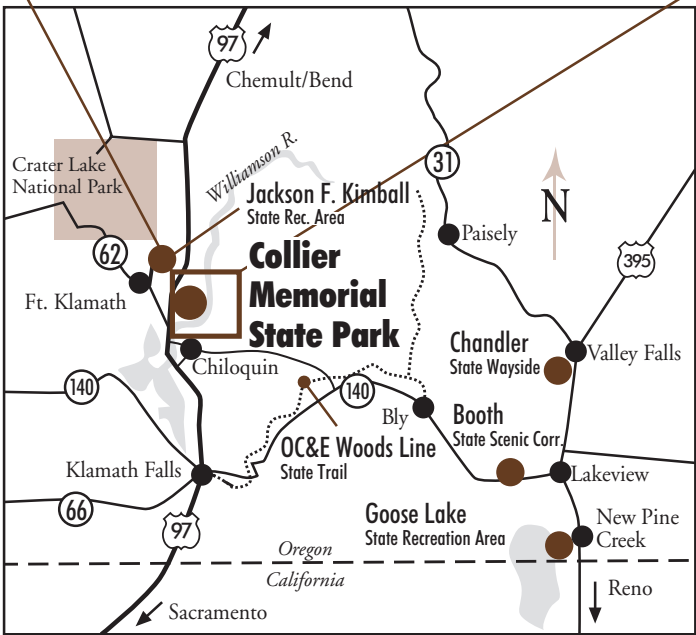 97
Chemult/Bend
Crater Lake
National Park
Williamson R.
31
Jackson F. Kimball
State Rec. Area
N
Paisely
62
395
Collier
Memorial
State Park
Ft. Klamath
Chandler
State Wayside
Valley Falls
Chiloquin
140
140
Bly
Booth
State Scenic Corr.
OC&E Woods Line
State Trail
Klamath Falls
Lakeview
66
97
Goose Lake
State Recreation Area
New Pine
Creek
Oregon
California
Reno
Sacramento